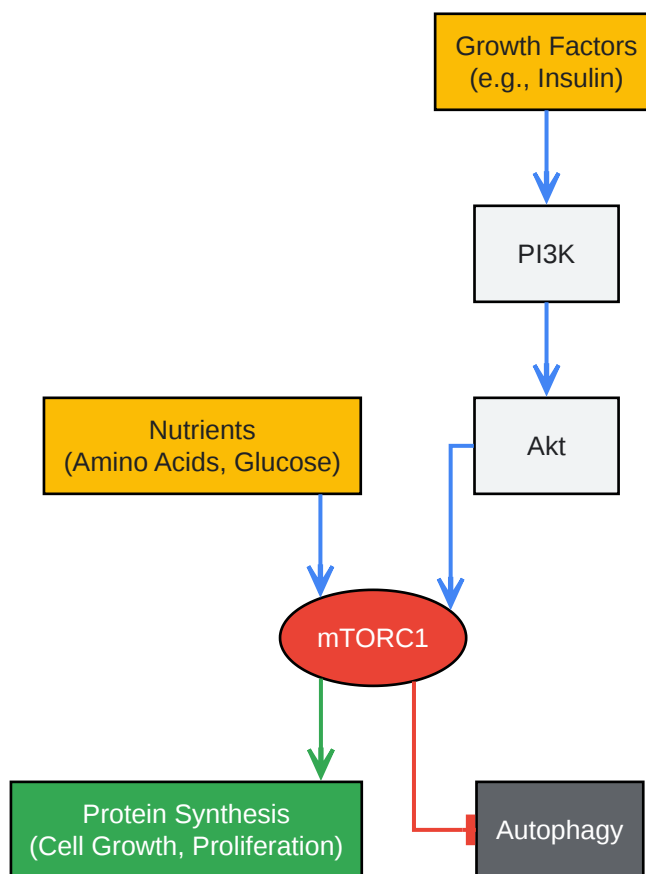 Growth Factors
(e.g., Insulin)
PI3K
Akt
Nutrients
(Amino Acids, Glucose)
mTORC1
Protein Synthesis
(Cell Growth, Proliferation)
Autophagy